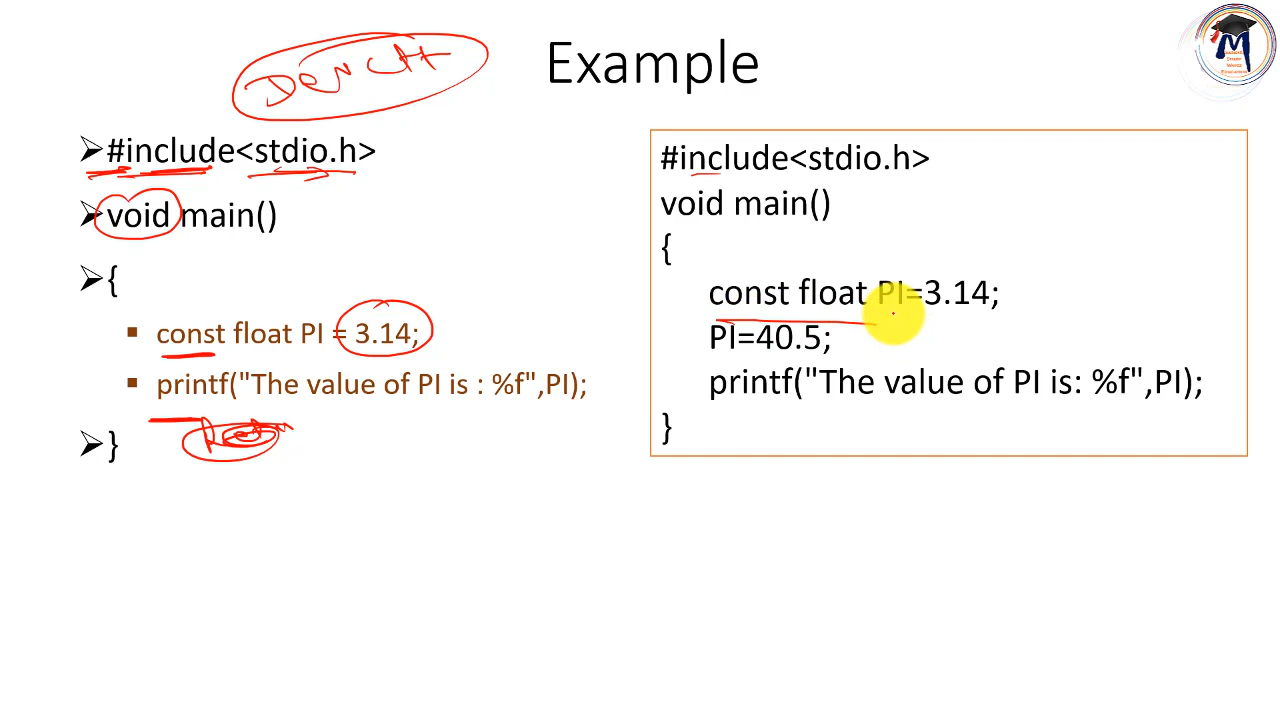 Example
➢ #include<stdio.h>
➢ void main()
➢ {
▪ const float PI = 3.14;
▪ printf("The value of PI is : %f",PI);
➢ }
#include<stdio.h>
void main()
{
const float PI=3.14;
PI=40.5;
printf("The value of PI is: %f",PI);
}